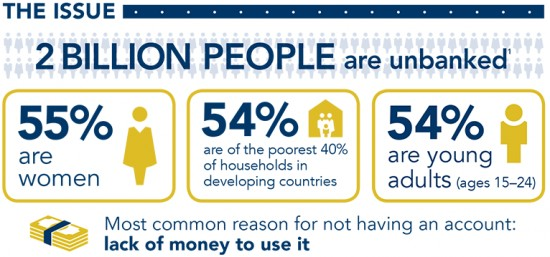 THE ISSUE
2 BILLION PEOPLE are unbanked¹
55%
are
women
54%
are of the poorest 40%
of households in
developing countries
54%
are young
adults (ages 15–24)
Most common reason for not having an account:
lack of money to use it